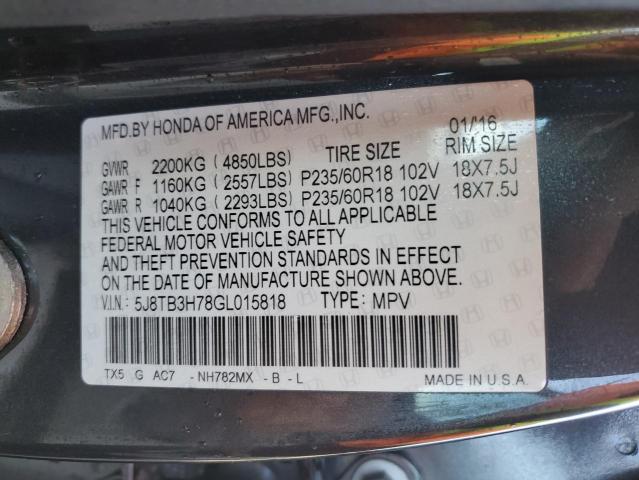 MFD.BY HONDA OF AMERICA MFG.,INC. 01/16
GVWR 2200KG (4850LBS) TIRE SIZE RIM SIZE
GAWR F 1160KG (2557LBS) P235/60R18 102V 18X7.5J
GAWR R 1040KG (2293LBS) P235/60R18 102V 18X7.5J
THIS VEHICLE CONFORMS TO ALL APPLICABLE
FEDERAL MOTOR VEHICLE SAFETY
AND THEFT PREVENTION STANDARDS IN EFFECT
ON THE DATE OF MANUFACTURE SHOWN ABOVE.
V.I.N.: 5J8TB3H78GL015818 TYPE: MPV
TX5 G AC7 -NH782MX -B-L MADE IN U.S.A.